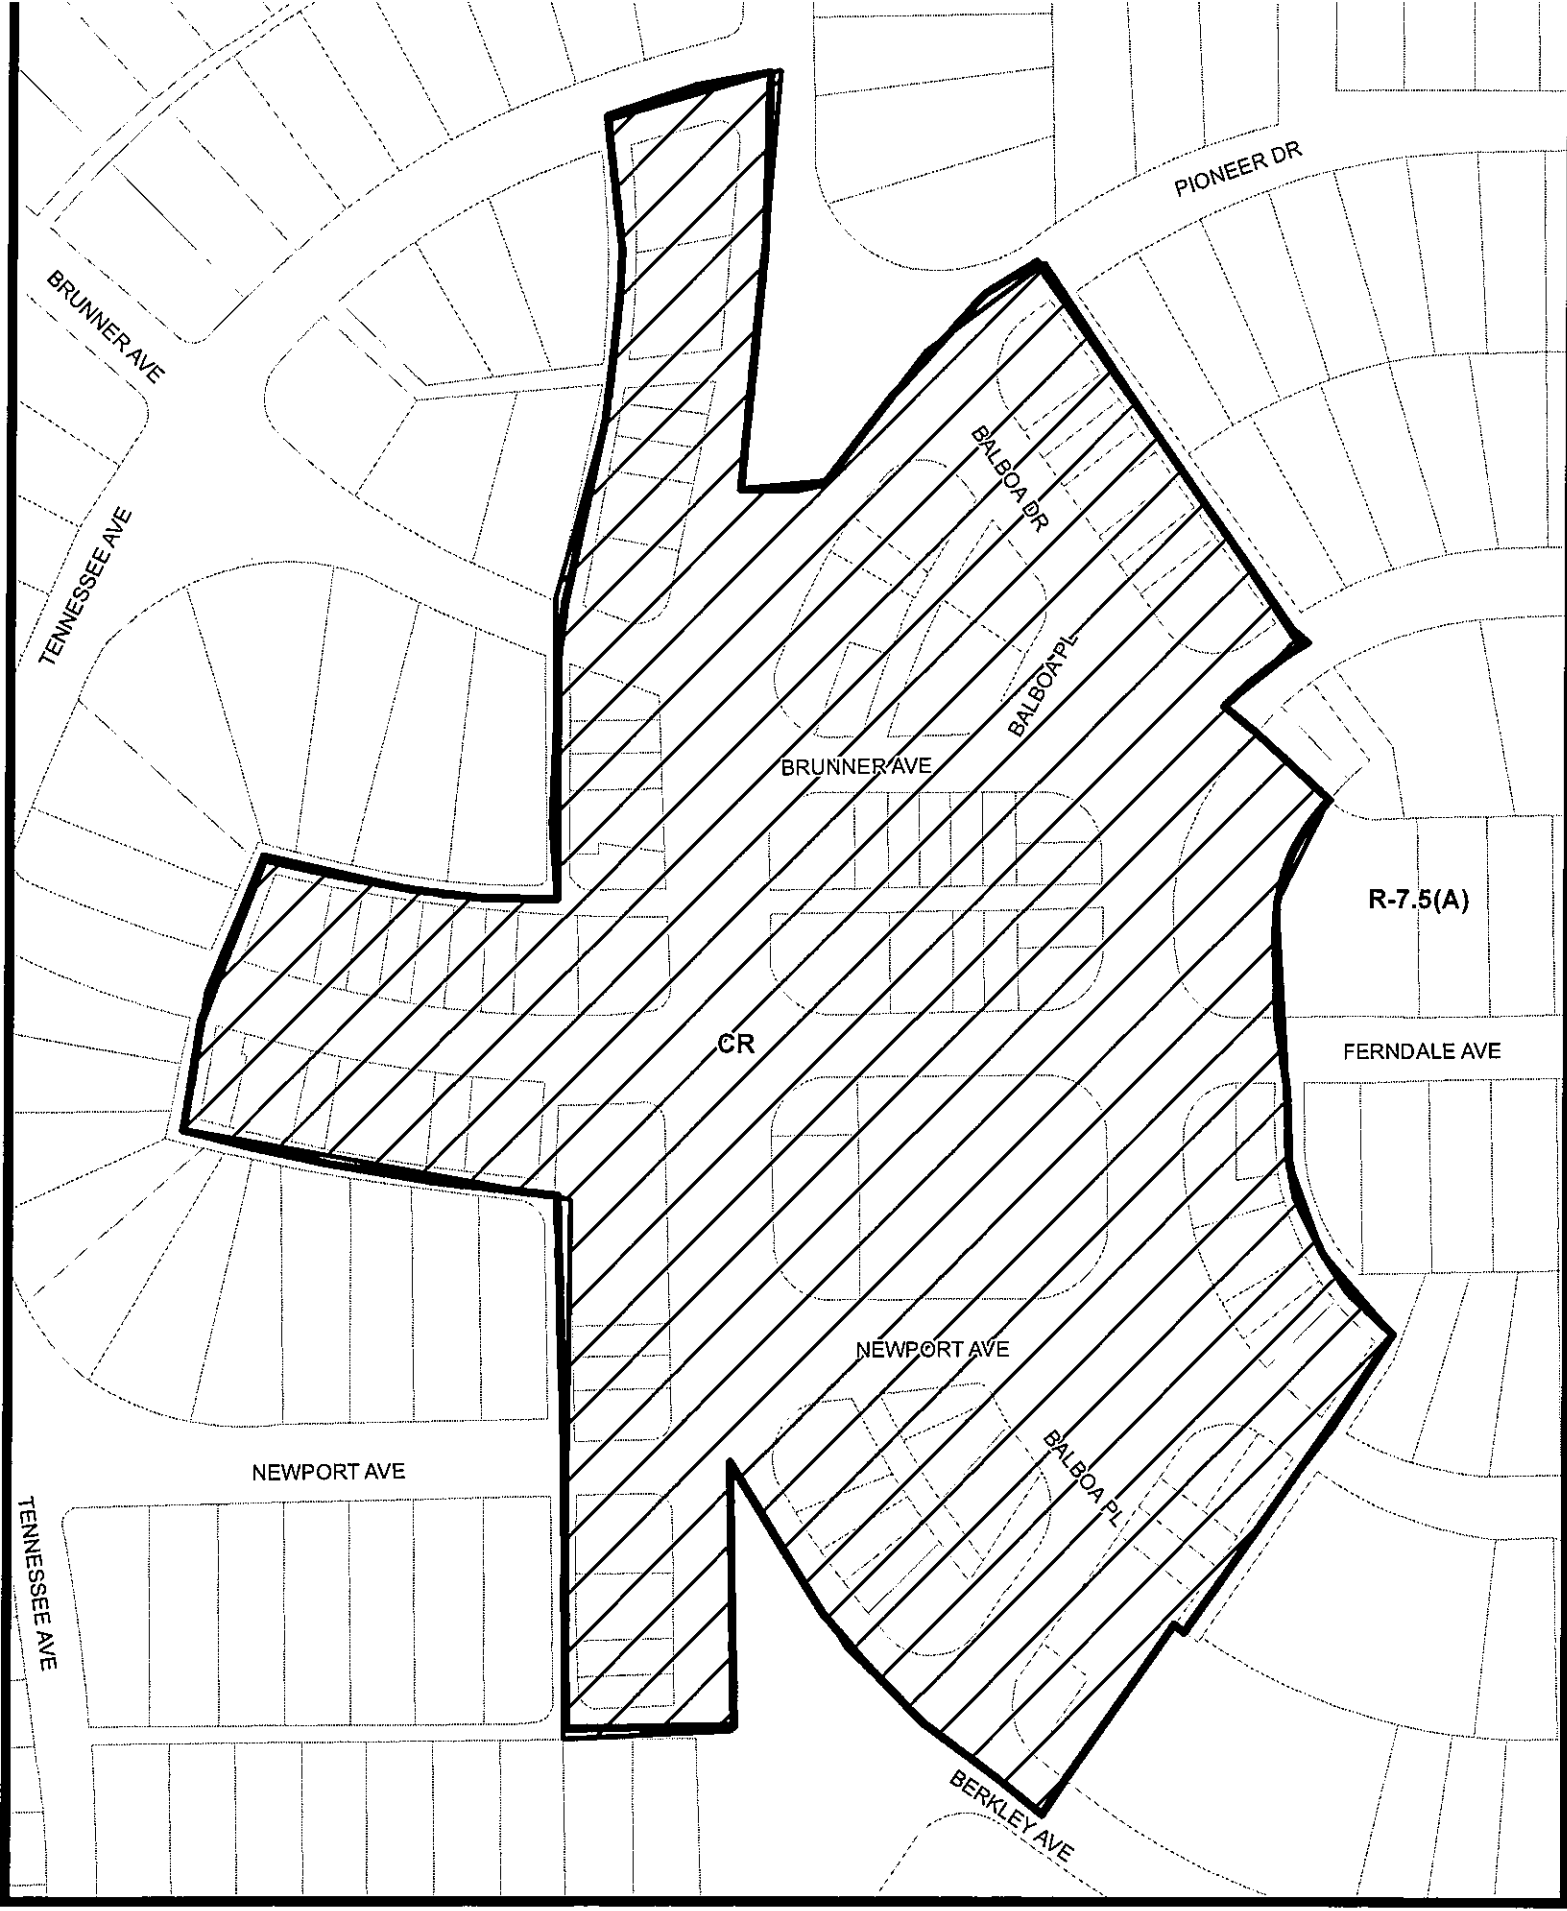 PIONEER DR
BRUNNER AVE
BALBOA DR
TENNESSEE AVE
BALBOA PL
BRUNNER AVE
R-7.5(A)
CR
FERNDALE AVE
NEWPORT AVE
NEWPORT AVE
BALBOA PL
TENNESSEE AVE
BERKLEY AVE